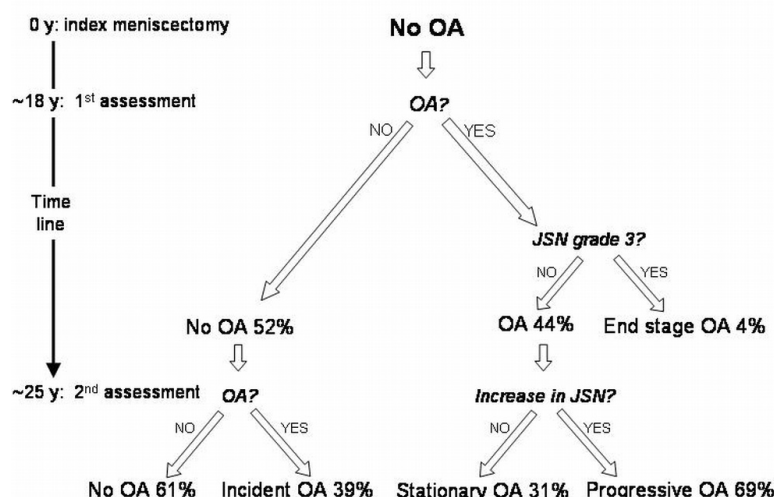 0 y: index meniscectomy
No OA
~18 y: 1st assessment
OA?
NO
YES
Time
line
JSN grade 3?
NO
YES
No OA 52%
OA 44%
End stage OA 4%
~25 y: 2nd assessment
OA?
Increase in JSN?
NO
YES
NO
YES
No OA 61%
Incident OA 39%
Stationary OA 31%
Progressive OA 69%